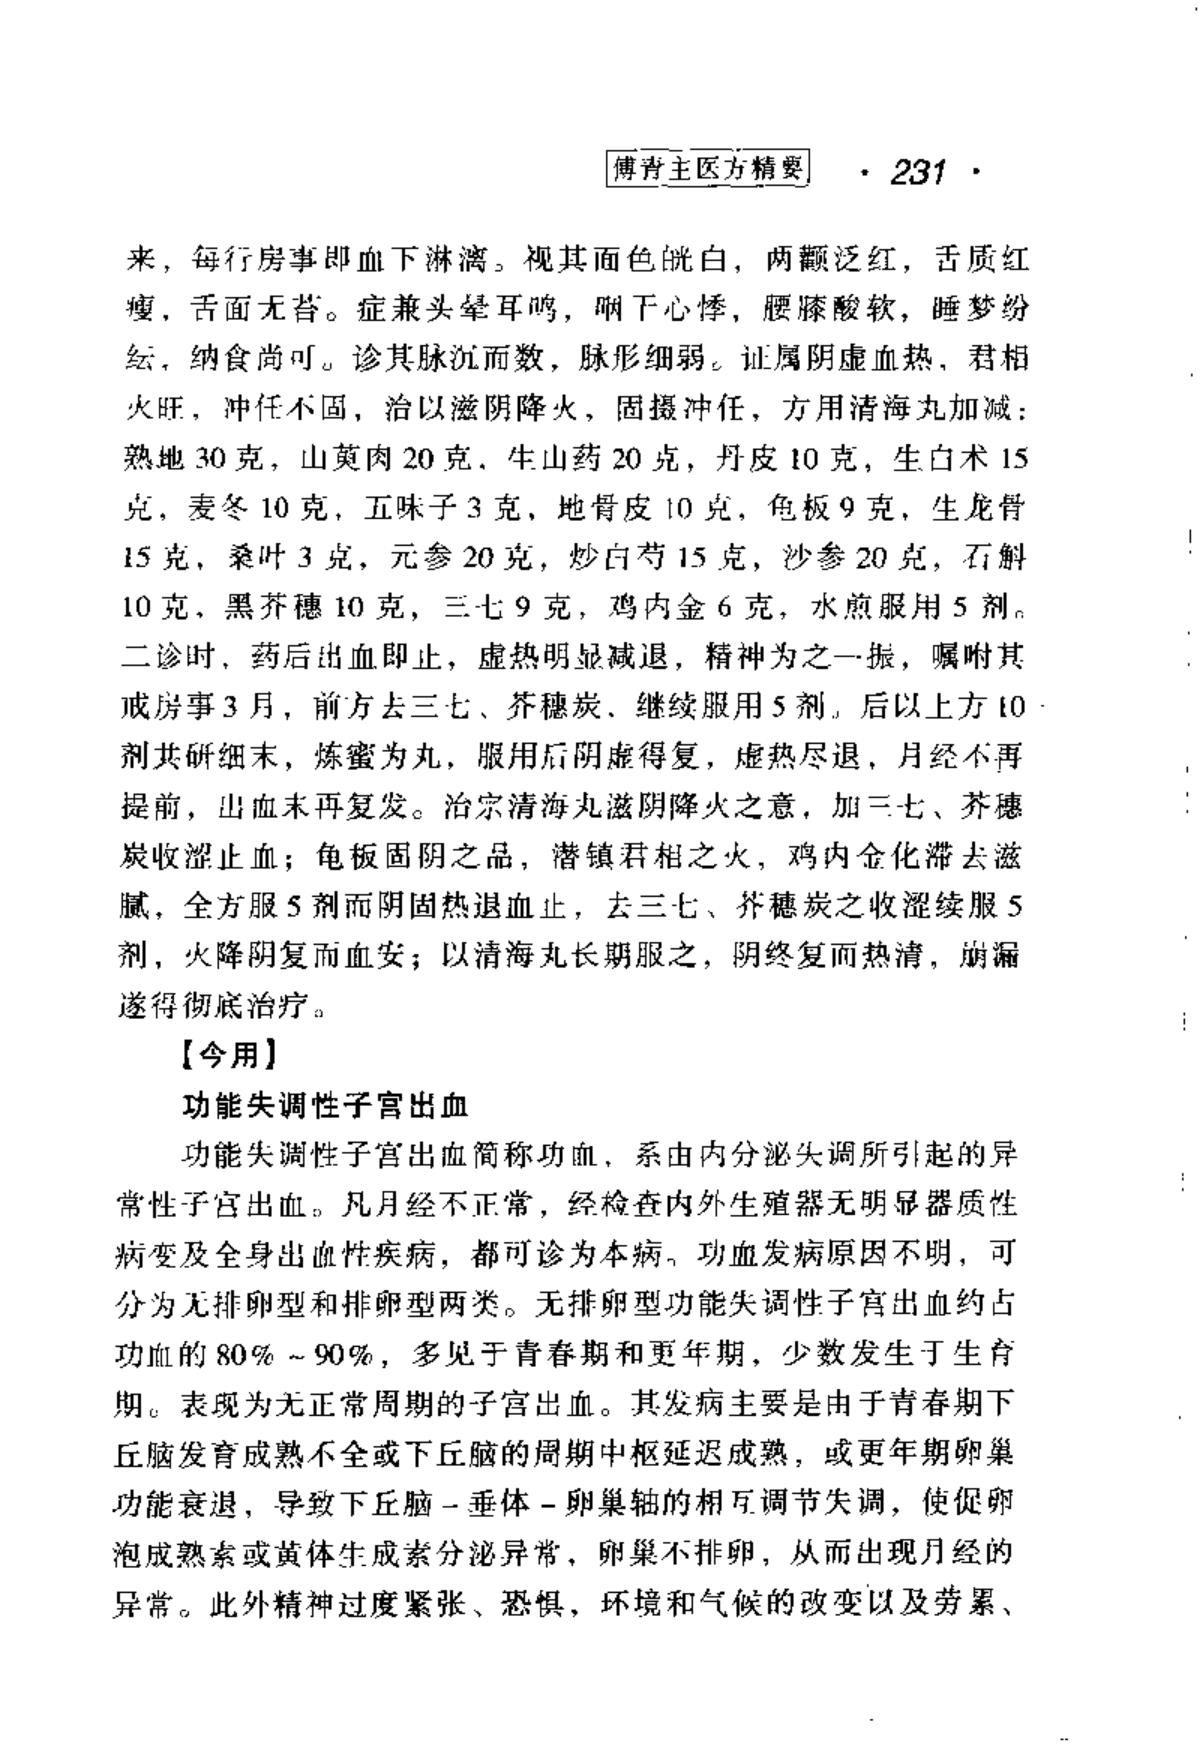 傅青主医方精要 · 231 ·
来，每行房事即血下淋漓。视其面色㿠白，两颧泛红，舌质红
瘦，舌面无苔。症兼头晕耳鸣，咽干心悸，腰膝酸软，睡梦纷
纭，纳食尚可。诊其脉沉而数，脉形细弱。证属阴虚血热，君相
火旺，冲任不固，治以滋阴降火，固摄冲任，方用清海丸加减：
熟地 30 克，山萸肉 20 克，生山药 20 克，丹皮 10 克，生白术 15
克，麦冬 10 克，五味子 3 克，地骨皮 10 克，龟板 9 克，生龙骨
15 克，桑叶 3 克，元参 20 克，炒白芍 15 克，沙参 20 克，石斛
10 克，黑芥穗 10 克，三七 9 克，鸡内金 6 克，水煎服用 5 剂。
二诊时，药后出血即止，虚热明显减退，精神为之一振，嘱咐其
戒房事 3 月，前方去三七、芥穗炭、继续服用 5 剂。后以上方 10
剂共研细末，炼蜜为丸，服用后阴虚得复，虚热尽退，月经不再
提前，出血未再复发。治宗清海丸滋阴降火之意，加三七、芥穗
炭收涩止血；龟板固阴之品，潜镇君相之火，鸡内金化滞去滋
腻，全方服 5 剂而阴固热退血止，去三七、芥穗炭之收涩续服 5
剂，火降阴复而血安；以清海丸长期服之，阴终复而热清，崩漏
遂得彻底治疗。
【今用】
功能失调性子宫出血
功能失调性子宫出血简称功血，系由内分泌失调所引起的异
常性子宫出血。凡月经不正常，经检查内外生殖器无明显器质性
病变及全身出血性疾病，都可诊为本病。功血发病原因不明，可
分为无排卵型和排卵型两类。无排卵型功能失调性子宫出血约占
功血的 80% ~ 90%，多见于青春期和更年期，少数发生于生育
期。表现为无正常周期的子宫出血。其发病主要是由于青春期下
丘脑发育成熟不全或下丘脑的周期中枢延迟成熟，或更年期卵巢
功能衰退，导致下丘脑－垂体－卵巢轴的相互调节失调，使促卵
泡成熟素或黄体生成素分泌异常，卵巢不排卵，从而出现月经的
异常。此外精神过度紧张、恐惧，环境和气候的改变以及劳累、